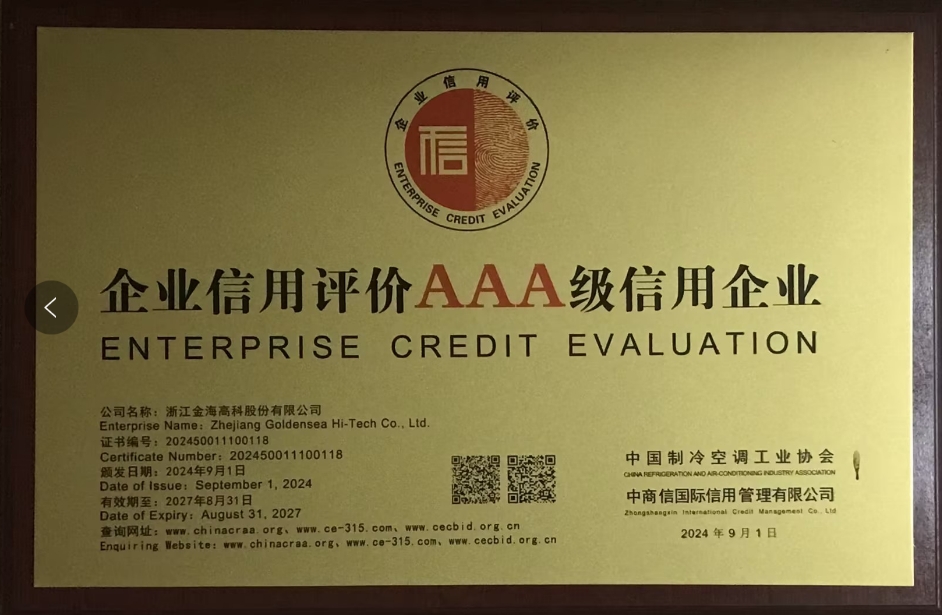 企业信用评价
信
ENTERPRISE CREDIT EVALUATION
企业信用评价AAA级信用企业
ENTERPRISE CREDIT EVALUATION
公司名称：浙江金海高科股份有限公司
Enterprise Name：Zhejiang Goldensea Hi-Tech Co., Ltd.
证书编号：202450011100118
Certificate Number：202450011100118
颁发日期：2024年9月1日
Date of Issue：September 1, 2024
有效期至：2027年8月31日
Date of Expiry：August 31, 2027
查询网址：www.chinacraa.org、www.ce-315.com、www.cecbid.org.cn
Enquiring Website：www.chinacraa.org、www.ce-315.com、www.cecbid.org.cn
中国制冷空调工业协会
CHINA REFRIGERATION AND AIR-CONDITIONING INDUSTRY ASSOCIATION
中商信国际信用管理有限公司
Zhongshangxin International Credit Management Co., Ltd
2024年9月1日